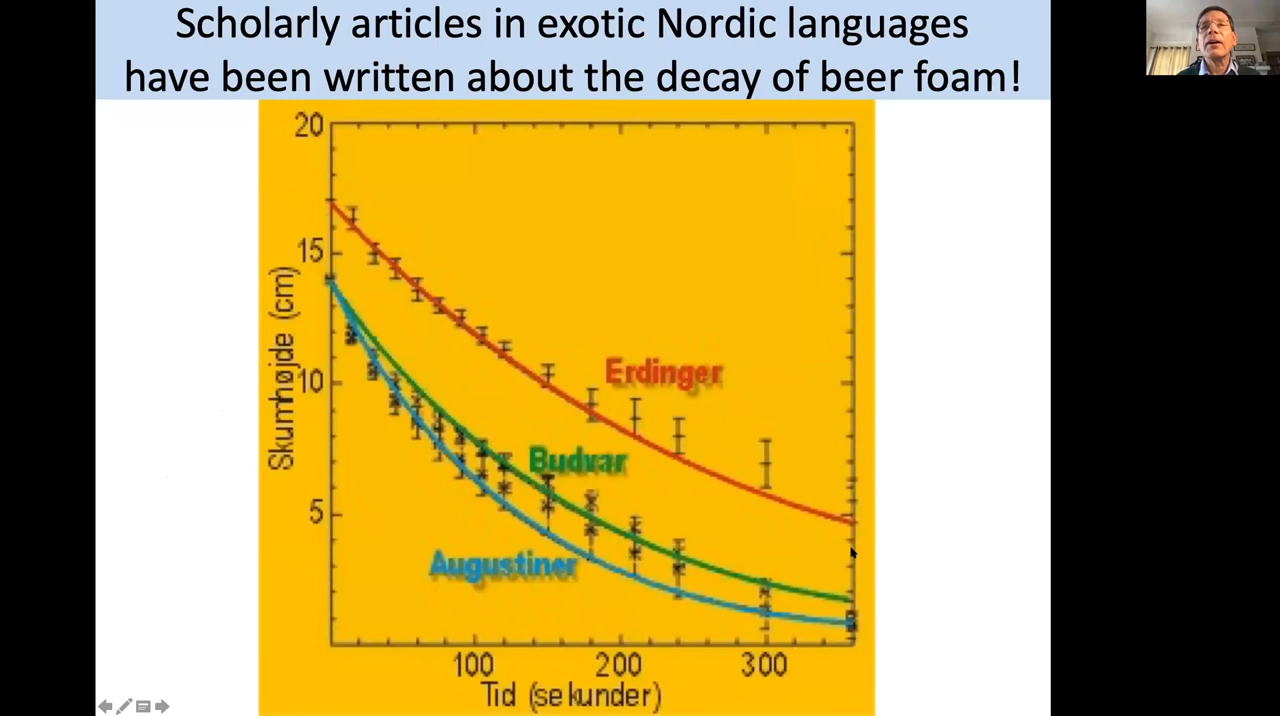 Scholarly articles in exotic Nordic languages
have been written about the decay of beer foam!
20
15
10
5
Skumhøjde (cm)
Erdinger
Budvar
Augustiner
100 200 300
Tid (sekunder)